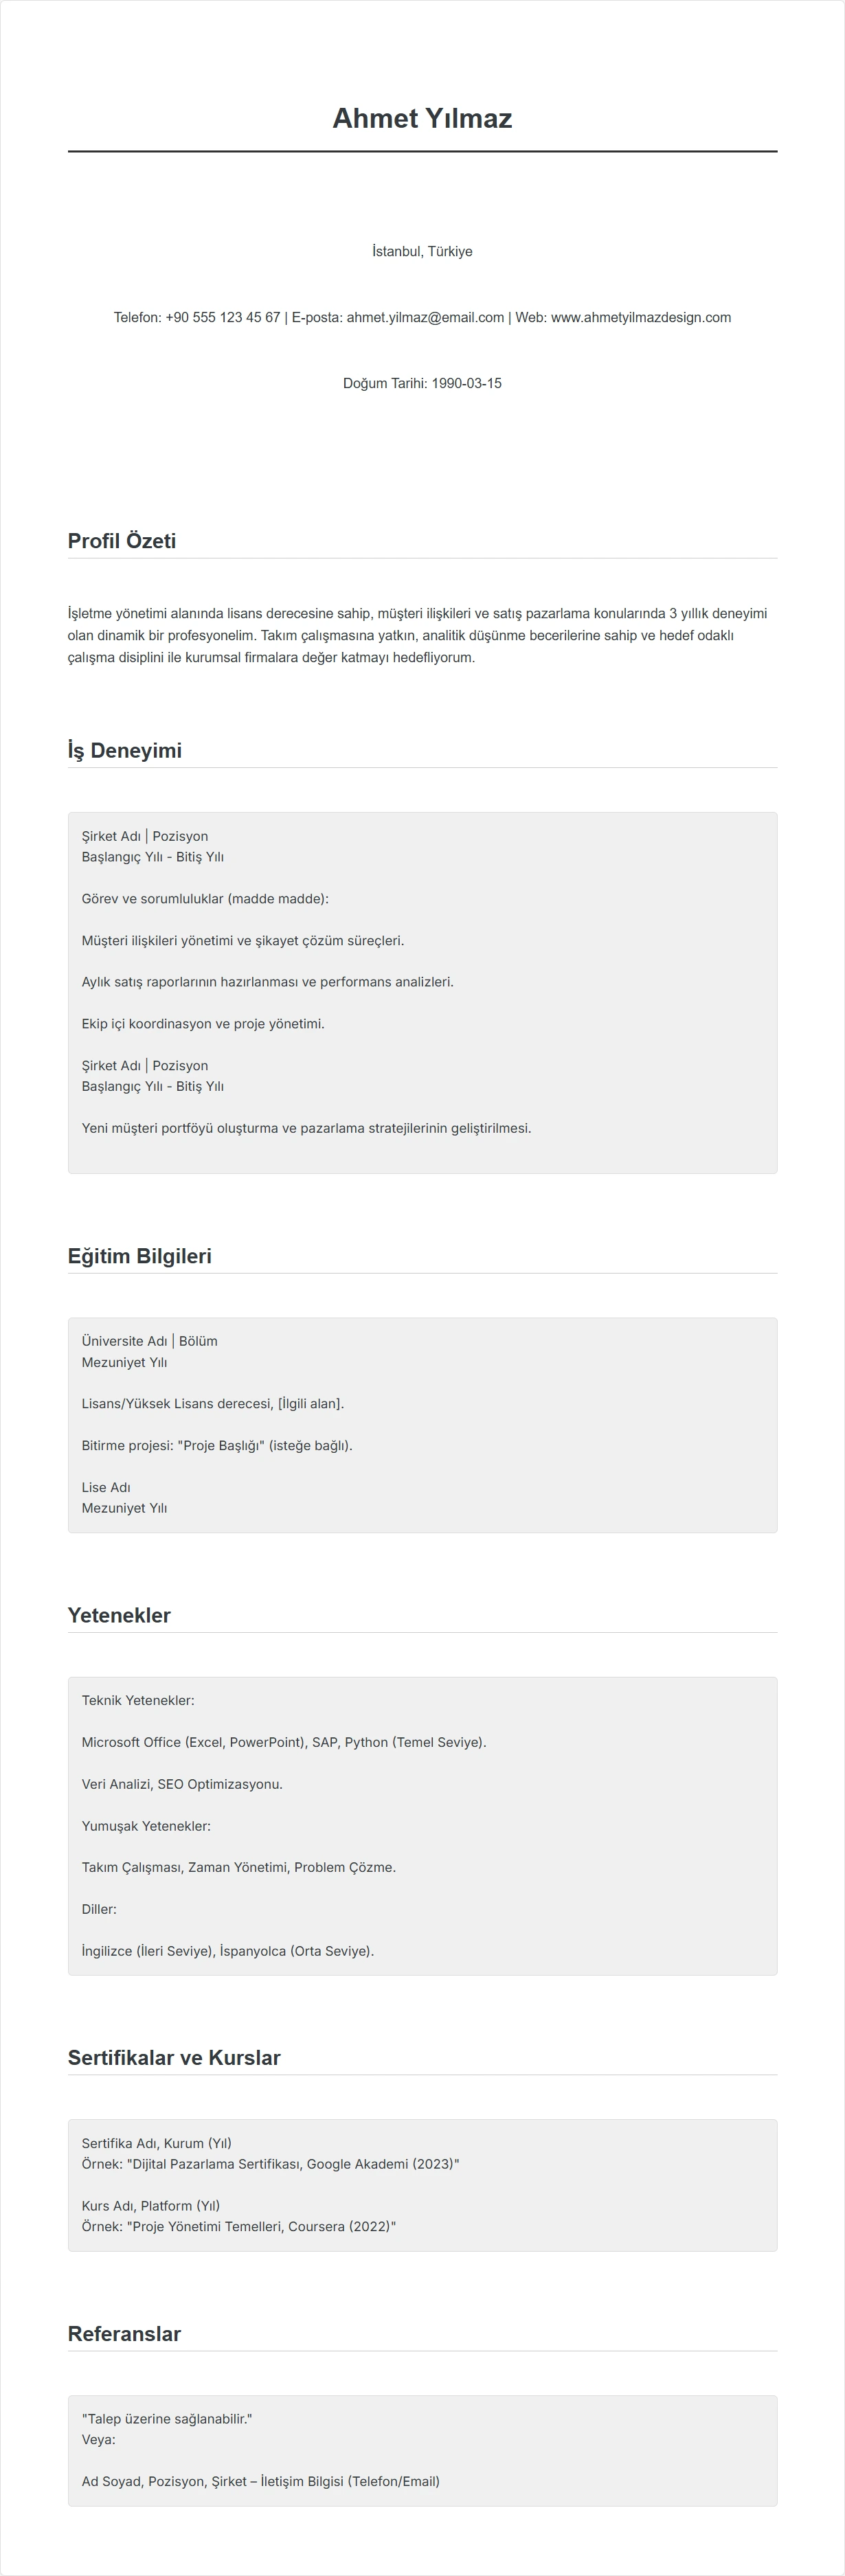 Ahmet Yılmaz
İstanbul, Türkiye
Telefon: +90 555 123 45 67 | E-posta: ahmet.yilmaz@email.com | Web: www.ahmetyilmazdesign.com
Doğum Tarihi: 1990-03-15
Profil Özeti
İşletme yönetimi alanında lisans derecesine sahip, müşteri ilişkileri ve satış pazarlama konularında 3 yıllık deneyimi
olan dinamik bir profesyonelim. Takım çalışmasına yatkın, analitik düşünme becerilerine sahip ve hedef odaklı
çalışma disiplini ile kurumsal firmalara değer katmayı hedefliyorum.
İş Deneyimi
Şirket Adı | Pozisyon
Başlangıç Yılı - Bitiş Yılı
Görev ve sorumluluklar (madde madde):
Müşteri ilişkileri yönetimi ve şikayet çözüm süreçleri.
Aylık satış raporlarının hazırlanması ve performans analizleri.
Ekip içi koordinasyon ve proje yönetimi.
Şirket Adı | Pozisyon
Başlangıç Yılı - Bitiş Yılı
Yeni müşteri portföyü oluşturma ve pazarlama stratejilerinin geliştirilmesi.
Eğitim Bilgileri
Üniversite Adı | Bölüm
Mezuniyet Yılı
Lisans/Yüksek Lisans derecesi, [İlgili alan].
Bitirme projesi: "Proje Başlığı" (isteğe bağlı).
Lise Adı
Mezuniyet Yılı
Yetenekler
Teknik Yetenekler:
Microsoft Office (Excel, PowerPoint), SAP, Python (Temel Seviye).
Veri Analizi, SEO Optimizasyonu.
Yumuşak Yetenekler:
Takım Çalışması, Zaman Yönetimi, Problem Çözme.
Diller:
İngilizce (İleri Seviye), İspanyolca (Orta Seviye).
Sertifikalar ve Kurslar
Sertifika Adı, Kurum (Yıl)
Örnek: "Dijital Pazarlama Sertifikası, Google Akademi (2023)"
Kurs Adı, Platform (Yıl)
Örnek: "Proje Yönetimi Temelleri, Coursera (2022)"
Referanslar
"Talep üzerine sağlanabilir."
Veya:
Ad Soyad, Pozisyon, Şirket – İletişim Bilgisi (Telefon/Email)